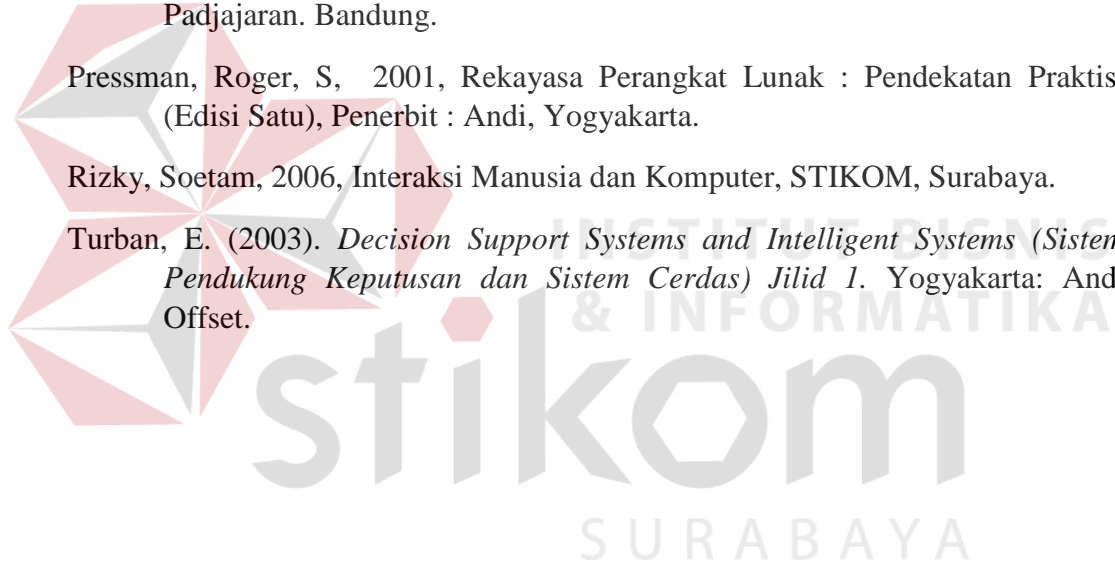 Padjajaran. Bandung.
Pressman, Roger, S, 2001, Rekayasa Perangkat Lunak : Pendekatan Praktis
(Edisi Satu), Penerbit : Andi, Yogyakarta.
Rizky, Soetam, 2006, Interaksi Manusia dan Komputer, STIKOM, Surabaya.
Turban, E. (2003). Decision Support Systems and Intelligent Systems (Sistem
Pendukung Keputusan dan Sistem Cerdas) Jilid 1. Yogyakarta: And
Offset.
INSTITUT BISNIS
& INFORMATIKA
stikom
SURABAYA